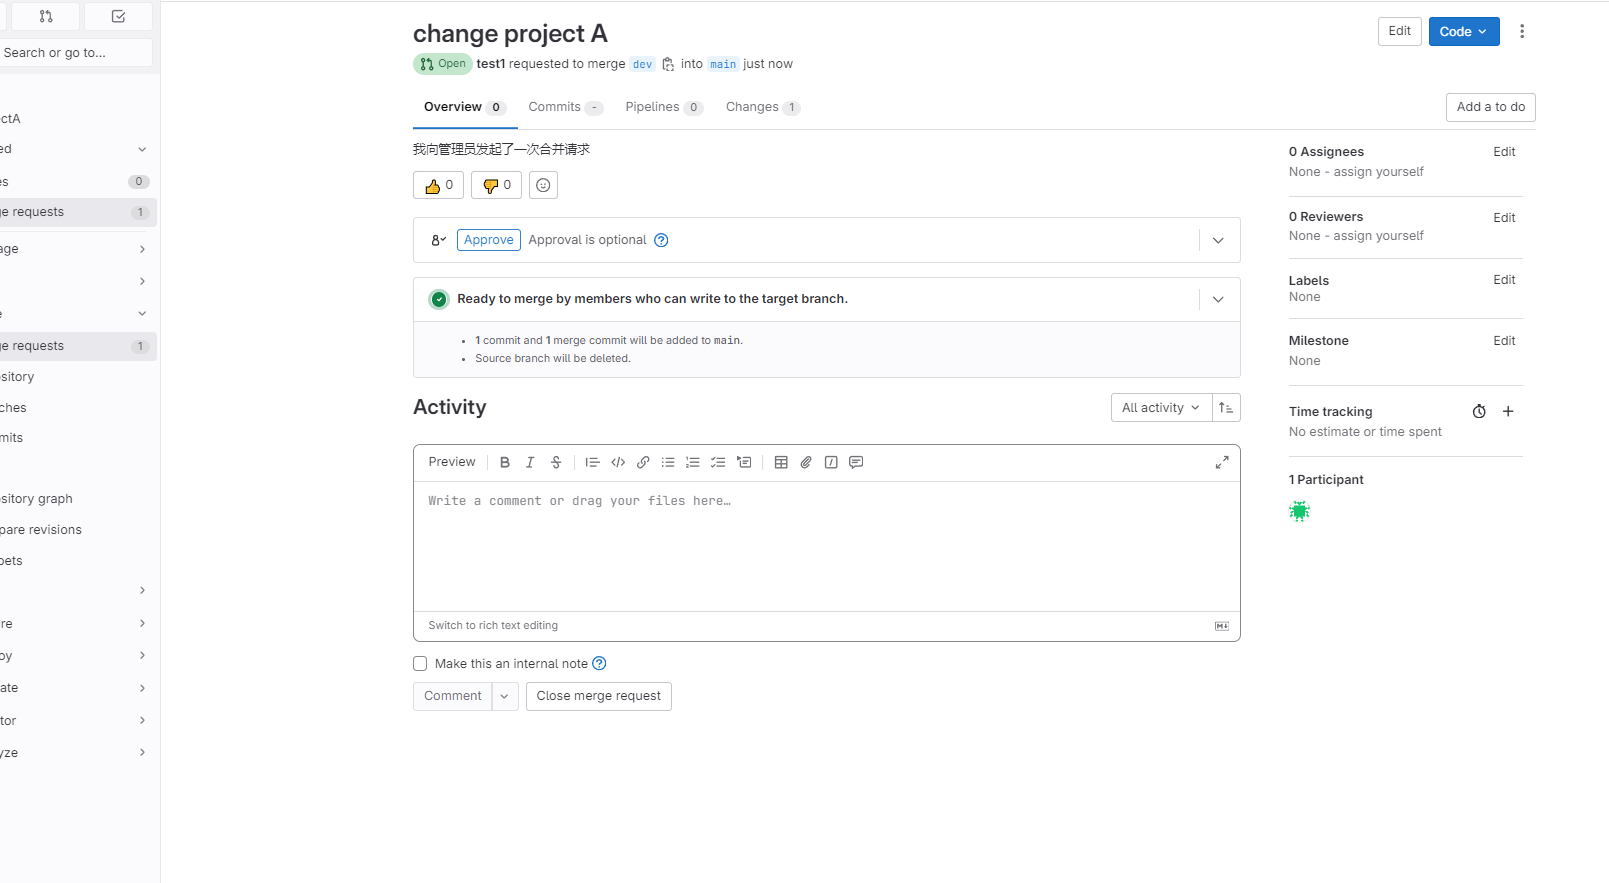 Search or go to...
ctA
ed
es 0
ge requests 1
age
e
ge requests 1
sitory
ches
mits
sitory graph
pare revisions
pets
re
oy
ate
tor
yze
change project A
Edit
Code
Open test1 requested to merge dev into main just now
Overview 0 Commits - Pipelines 0 Changes 1
Add a to do
我向管理员发起了一次合并请求
0 0
Approve Approval is optional
Ready to merge by members who can write to the target branch.
1 commit and 1 merge commit will be added to main.
Source branch will be deleted.
Activity
All activity
Preview
Write a comment or drag your files here…
Switch to rich text editing
Make this an internal note
Comment Close merge request
0 Assignees Edit
None - assign yourself
0 Reviewers Edit
None - assign yourself
Labels Edit
None
Milestone Edit
None
Time tracking
No estimate or time spent
1 Participant